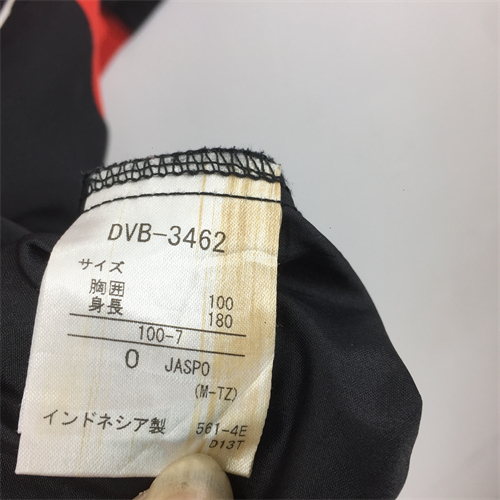 DVB-3462
サイズ
胸囲 100
身長 180
100-7
O JASPO
(M-TZ)
インドネシア製 561-4E
D13T